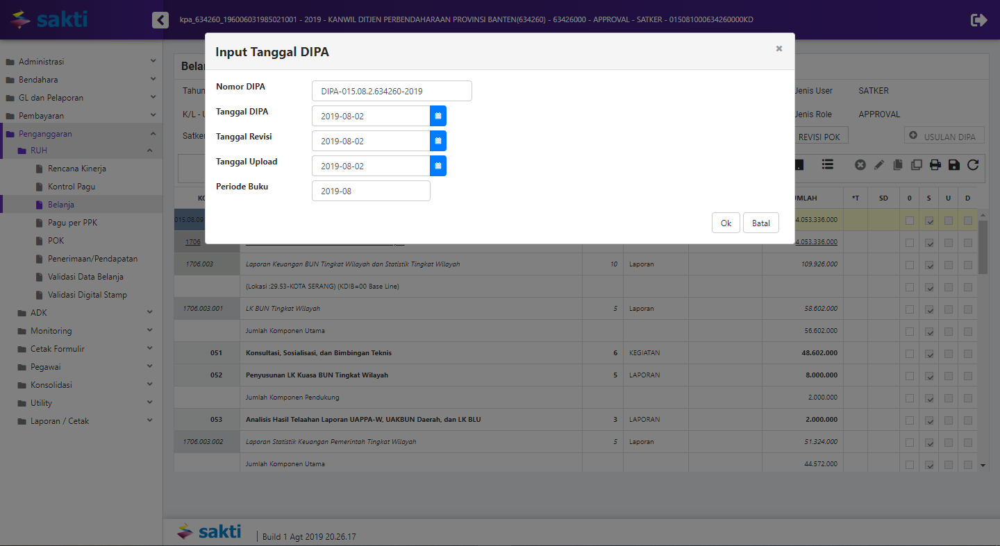 sakti
kpa_634260_196006031985021001 - 2019 - KANWIL DITJEN PERBENDAHARAAN PROVINSI BANTEN(634260) - 63426000 - APPROVAL - SATKER - 015081000634260000KD
Administrasi
Bendahara
GL dan Pelaporan
Pembayaran
Penganggaran
RUH
Rencana Kinerja
Kontrol Pagu
Belanja
Pagu per PPK
POK
Penerimaan/Pendapatan
Validasi Data Belanja
Validasi Digital Stamp
ADK
Monitoring
Cetak Formulir
Pegawai
Konsolidasi
Utility
Laporan / Cetak
Input Tanggal DIPA
Nomor DIPA DIPA-015.08.2.634260-2019
Tanggal DIPA 2019-08-02
Tanggal Revisi 2019-08-02
Tanggal Upload 2019-08-02
Periode Buku 2019-08
Ok Batal
Belan
Tahun Jenis User SATKER
K/L - U Jenis Role APPROVAL
Satker REVISI POK USULAN DIPA
KO UMLAH *T SD 0 S U D
015.08.09 4.053.336.000
1706 4.053.336.000
1706.003 Laporan Keuangan BUN Tingkat Wilayah dan Statistik Tingkat Wilayah 10 Laporan 109.926.000
(Lokasi :29.53-KOTA SERANG) (KDIB=00 Base Line)
1706.003.001 LK BUN Tingkat Wilayah 5 Laporan 58.602.000
Jumlah Komponen Utama 56.602.000
051 Konsultasi, Sosialisasi, dan Bimbingan Teknis 6 KEGIATAN 48.602.000
052 Penyusunan LK Kuasa BUN Tingkat Wilayah 5 LAPORAN 8.000.000
Jumlah Komponen Pendukung 2.000.000
053 Analisis Hasil Telaahan Laporan UAPPA-W, UAKBUN Daerah, dan LK BLU 3 LAPORAN 2.000.000
1706.003.002 Laporan Statistik Keuangan Pemerintah Tingkat Wilayah 5 Laporan 51.324.000
Jumlah Komponen Utama 44.572.000
sakti | Build 1 Agt 2019 20.26.17